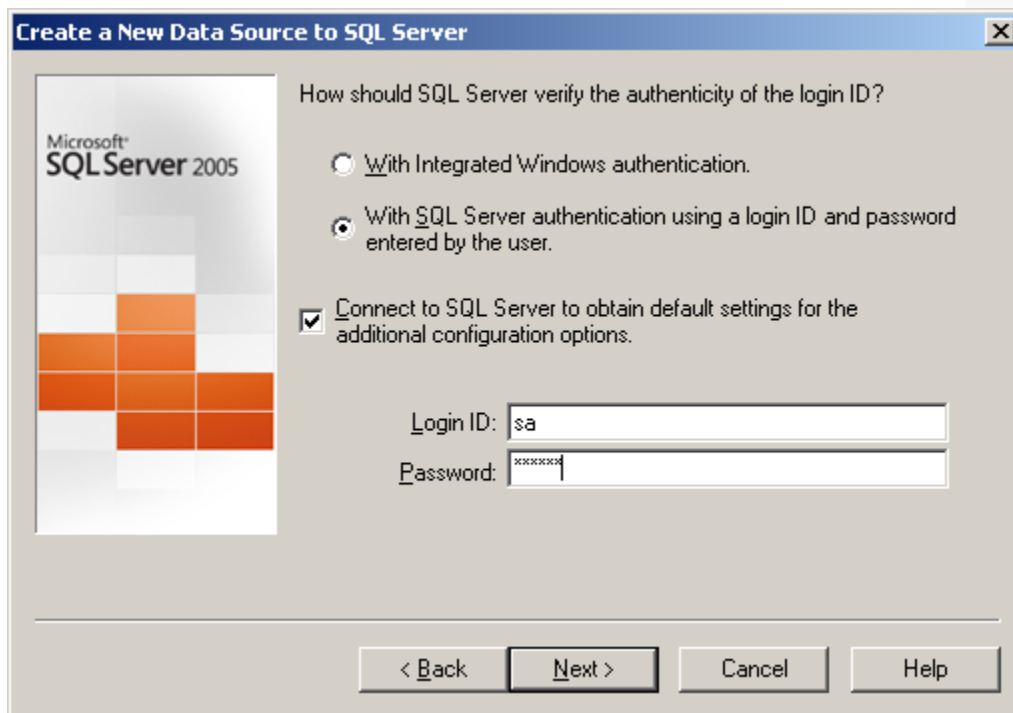 Create a New Data Source to SQL Server
Microsoft
SQL Server 2005
How should SQL Server verify the authenticity of the login ID?
With Integrated Windows authentication.
With SQL Server authentication using a login ID and password
entered by the user.
Connect to SQL Server to obtain default settings for the
additional configuration options.
Login ID: sa
Password: ******
< Back Next > Cancel Help